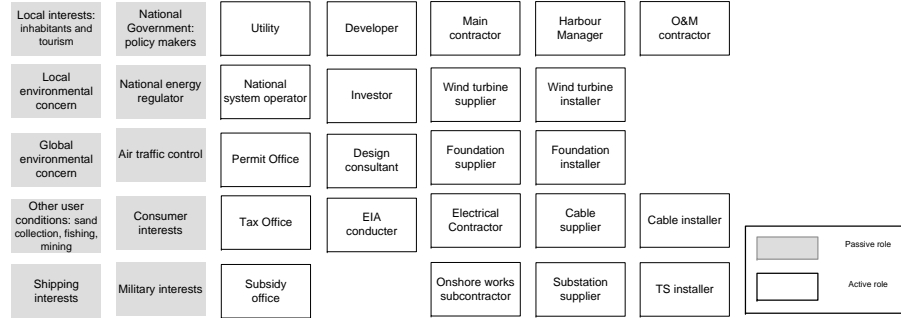 Local interests:
inhabitants and
tourism
National
Government:
policy makers
Utility
Developer
Main
contractor
Harbour
Manager
O&M
contractor
Local
environmental
concern
National energy
regulator
National
system operator
Investor
Wind turbine
supplier
Wind turbine
installer
Global
environmental
concern
Air traffic control
Permit Office
Design
consultant
Foundation
supplier
Foundation
installer
Other user
conditions: sand
collection, fishing,
mining
Consumer
interests
Tax Office
EIA
conducter
Electrical
Contractor
Cable
supplier
Cable installer
Shipping
interests
Military interests
Subsidy
office
Onshore works
subcontractor
Substation
supplier
TS installer
Passive role
Active role